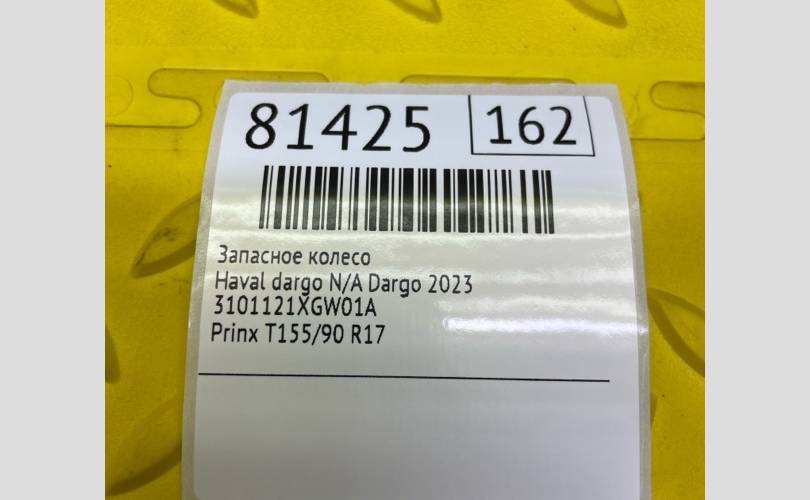 81425 162
Запасное колесо
Haval dargo N/A Dargo 2023
3101121XGW01A
Prinx T155/90 R17